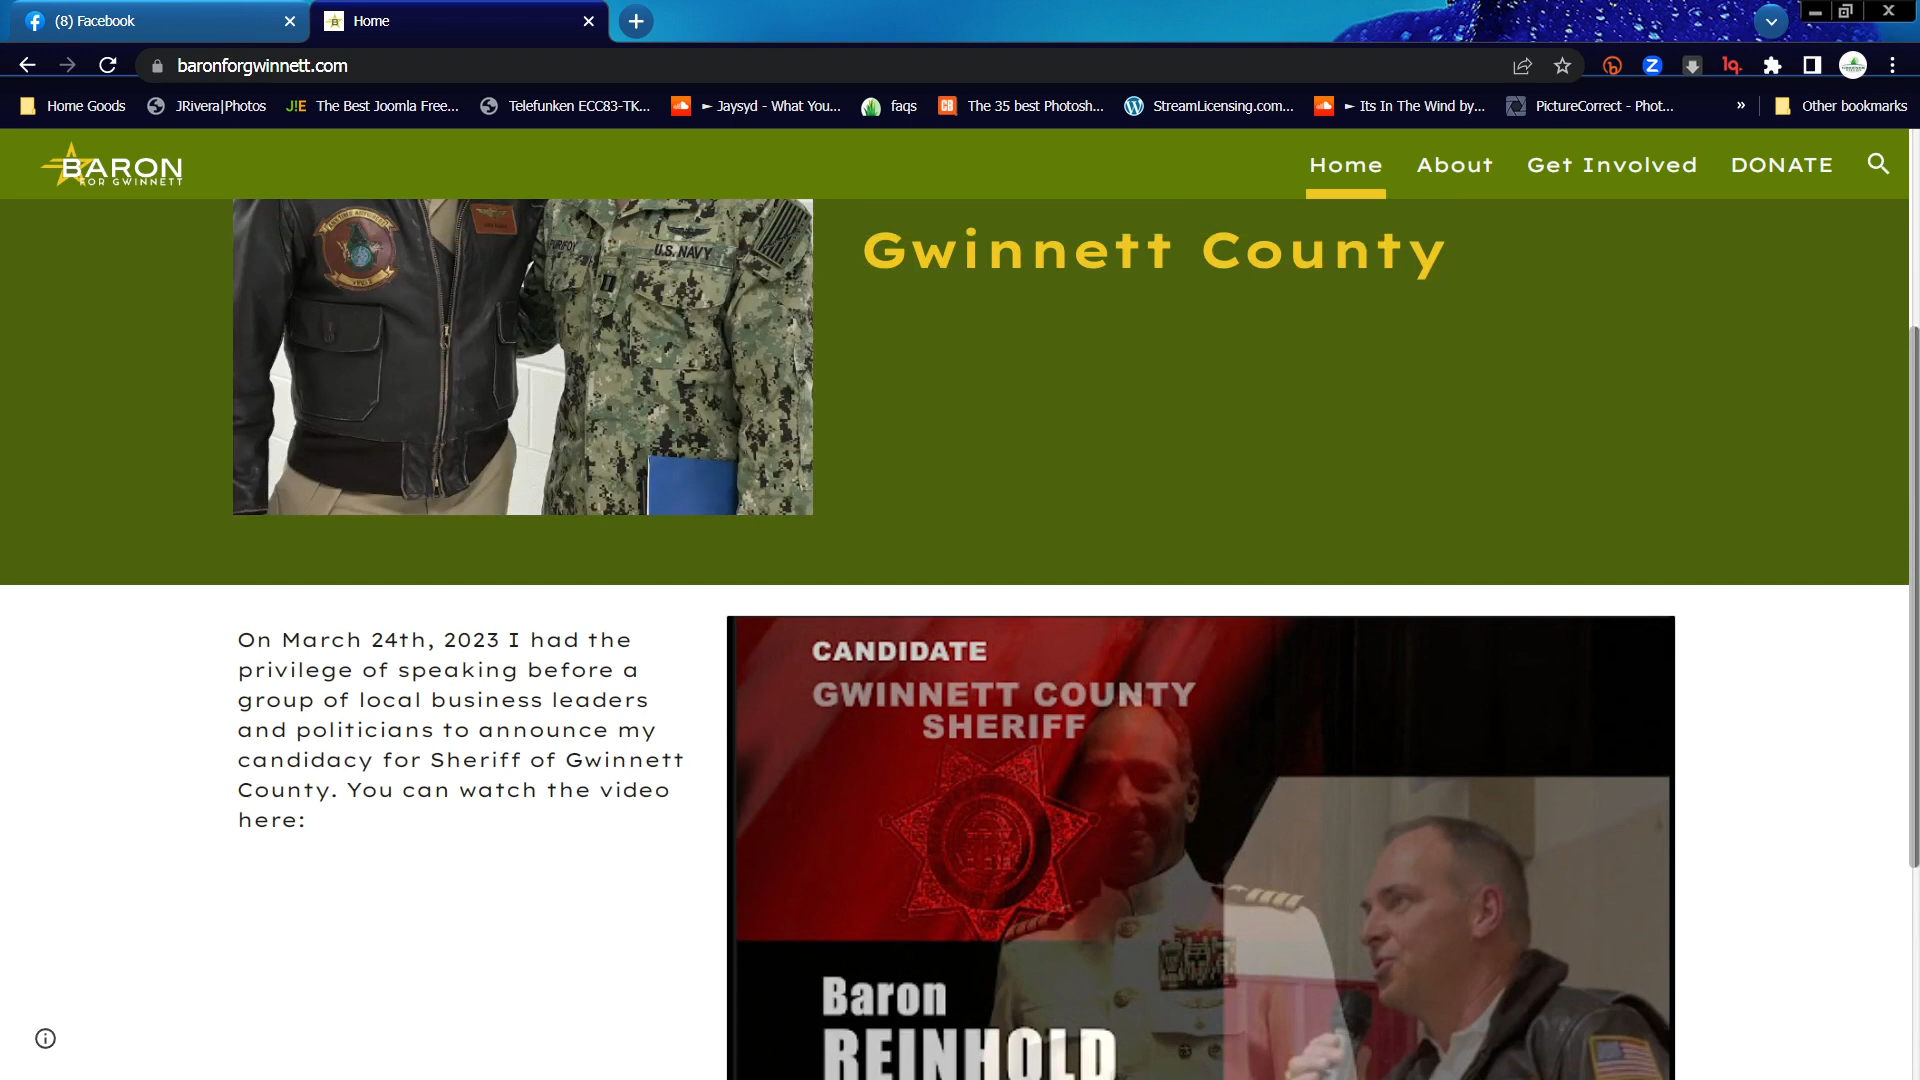 (8) Facebook
Home
baronforgwinnett.com
Home Goods
JRivera|Photos
J!E The Best Joomla Free...
Telefunken ECC83-TK...
► Jaysyd - What You...
faqs
CB The 35 best Photosh...
StreamLicensing.com...
► Its In The Wind by...
PictureCorrect - Phot...
»
Other bookmarks
BARON
FOR GWINNETT
Home
About
Get Involved
DONATE
U.S. NAVY
Gwinnett County
On March 24th, 2023 I had the
privilege of speaking before a
group of local business leaders
and politicians to announce my
candidacy for Sheriff of Gwinnett
County. You can watch the video
here:
CANDIDATE
GWINNETT COUNTY
SHERIFF
Baron
REINHOLD